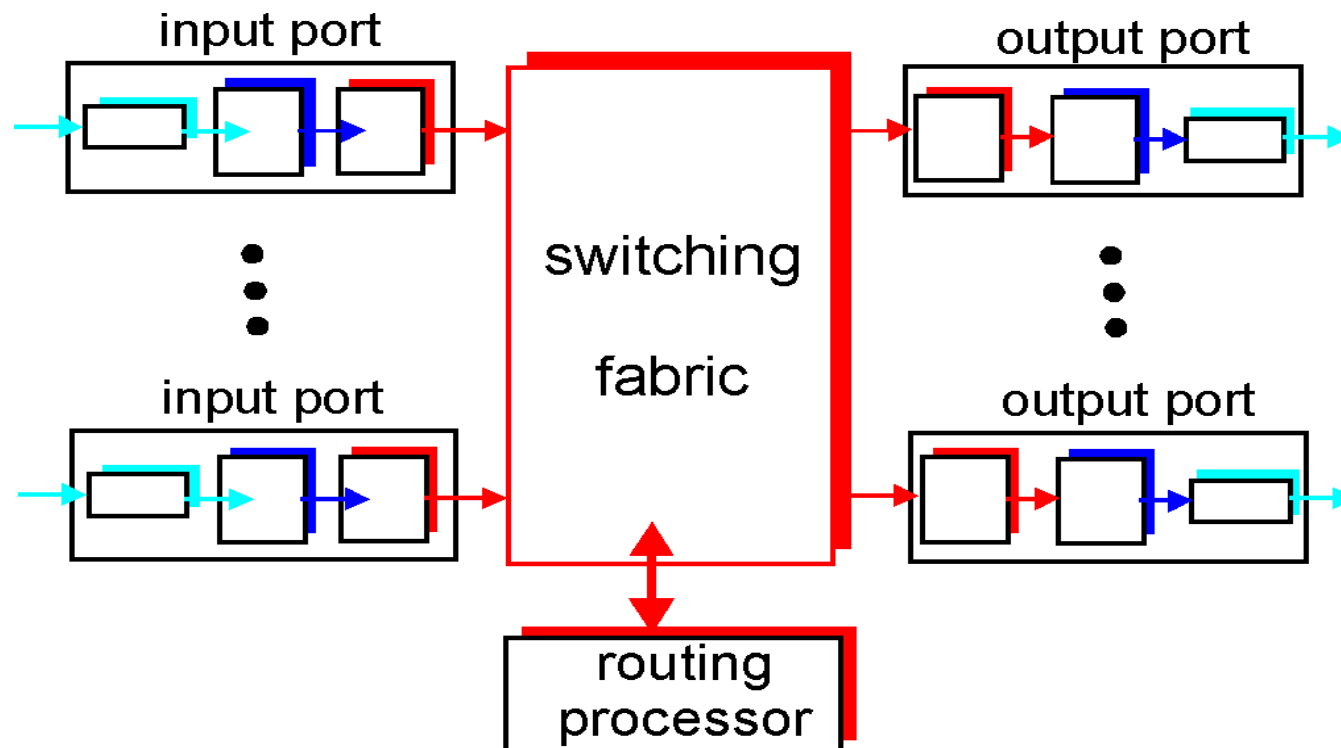 input port
output port
switching
fabric
input port
output port
routing
processor